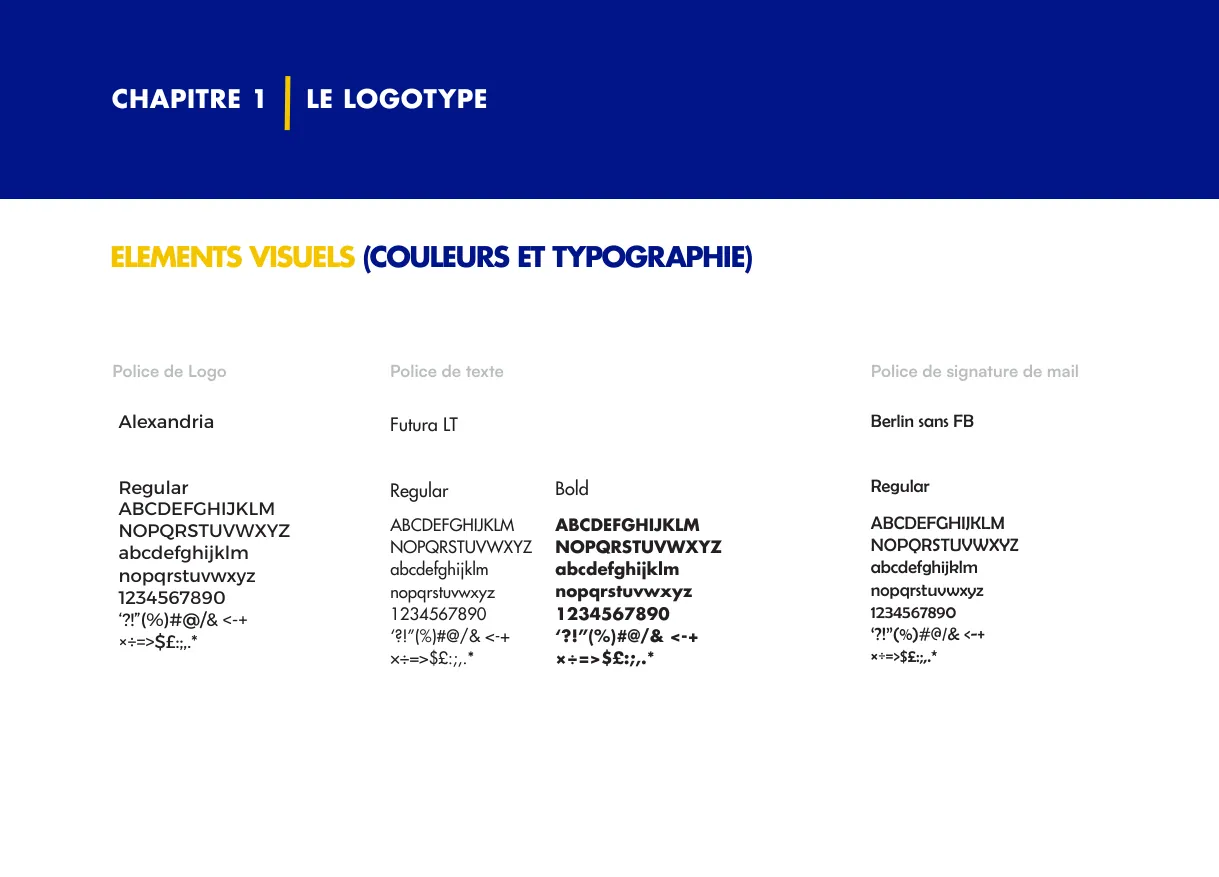 CHAPITRE 1 | LE LOGOTYPE
ELEMENTS VISUELS (COULEURS ET TYPOGRAPHIE)
Police de Logo
Alexandria
Regular
ABCDEFGHIJKLM
NOPQRSTUVWXYZ
abcdefghijklm
nopqrstuvwxyz
1234567890
‘?!”(%)#@/& <-+
×÷=>$£:;,.*
Police de texte
Futura LT
Regular
ABCDEFGHIJKLM
NOPQRSTUVWXYZ
abcdefghijklm
nopqrstuvwxyz
1234567890
‘?!”(%)#@/& <-+
×÷=>$£:;,.*
Bold
ABCDEFGHIJKLM
NOPQRSTUVWXYZ
abcdefghijklm
nopqrstuvwxyz
1234567890
‘?!”(%)#@/& <-+
×÷=>$£:;,.*
Police de signature de mail
Berlin sans FB
Regular
ABCDEFGHIJKLM
NOPQRSTUVWXYZ
abcdefghijklm
nopqrstuvwxyz
1234567890
‘?!”(%)#@/& <-+
×÷=>$£:;,.*